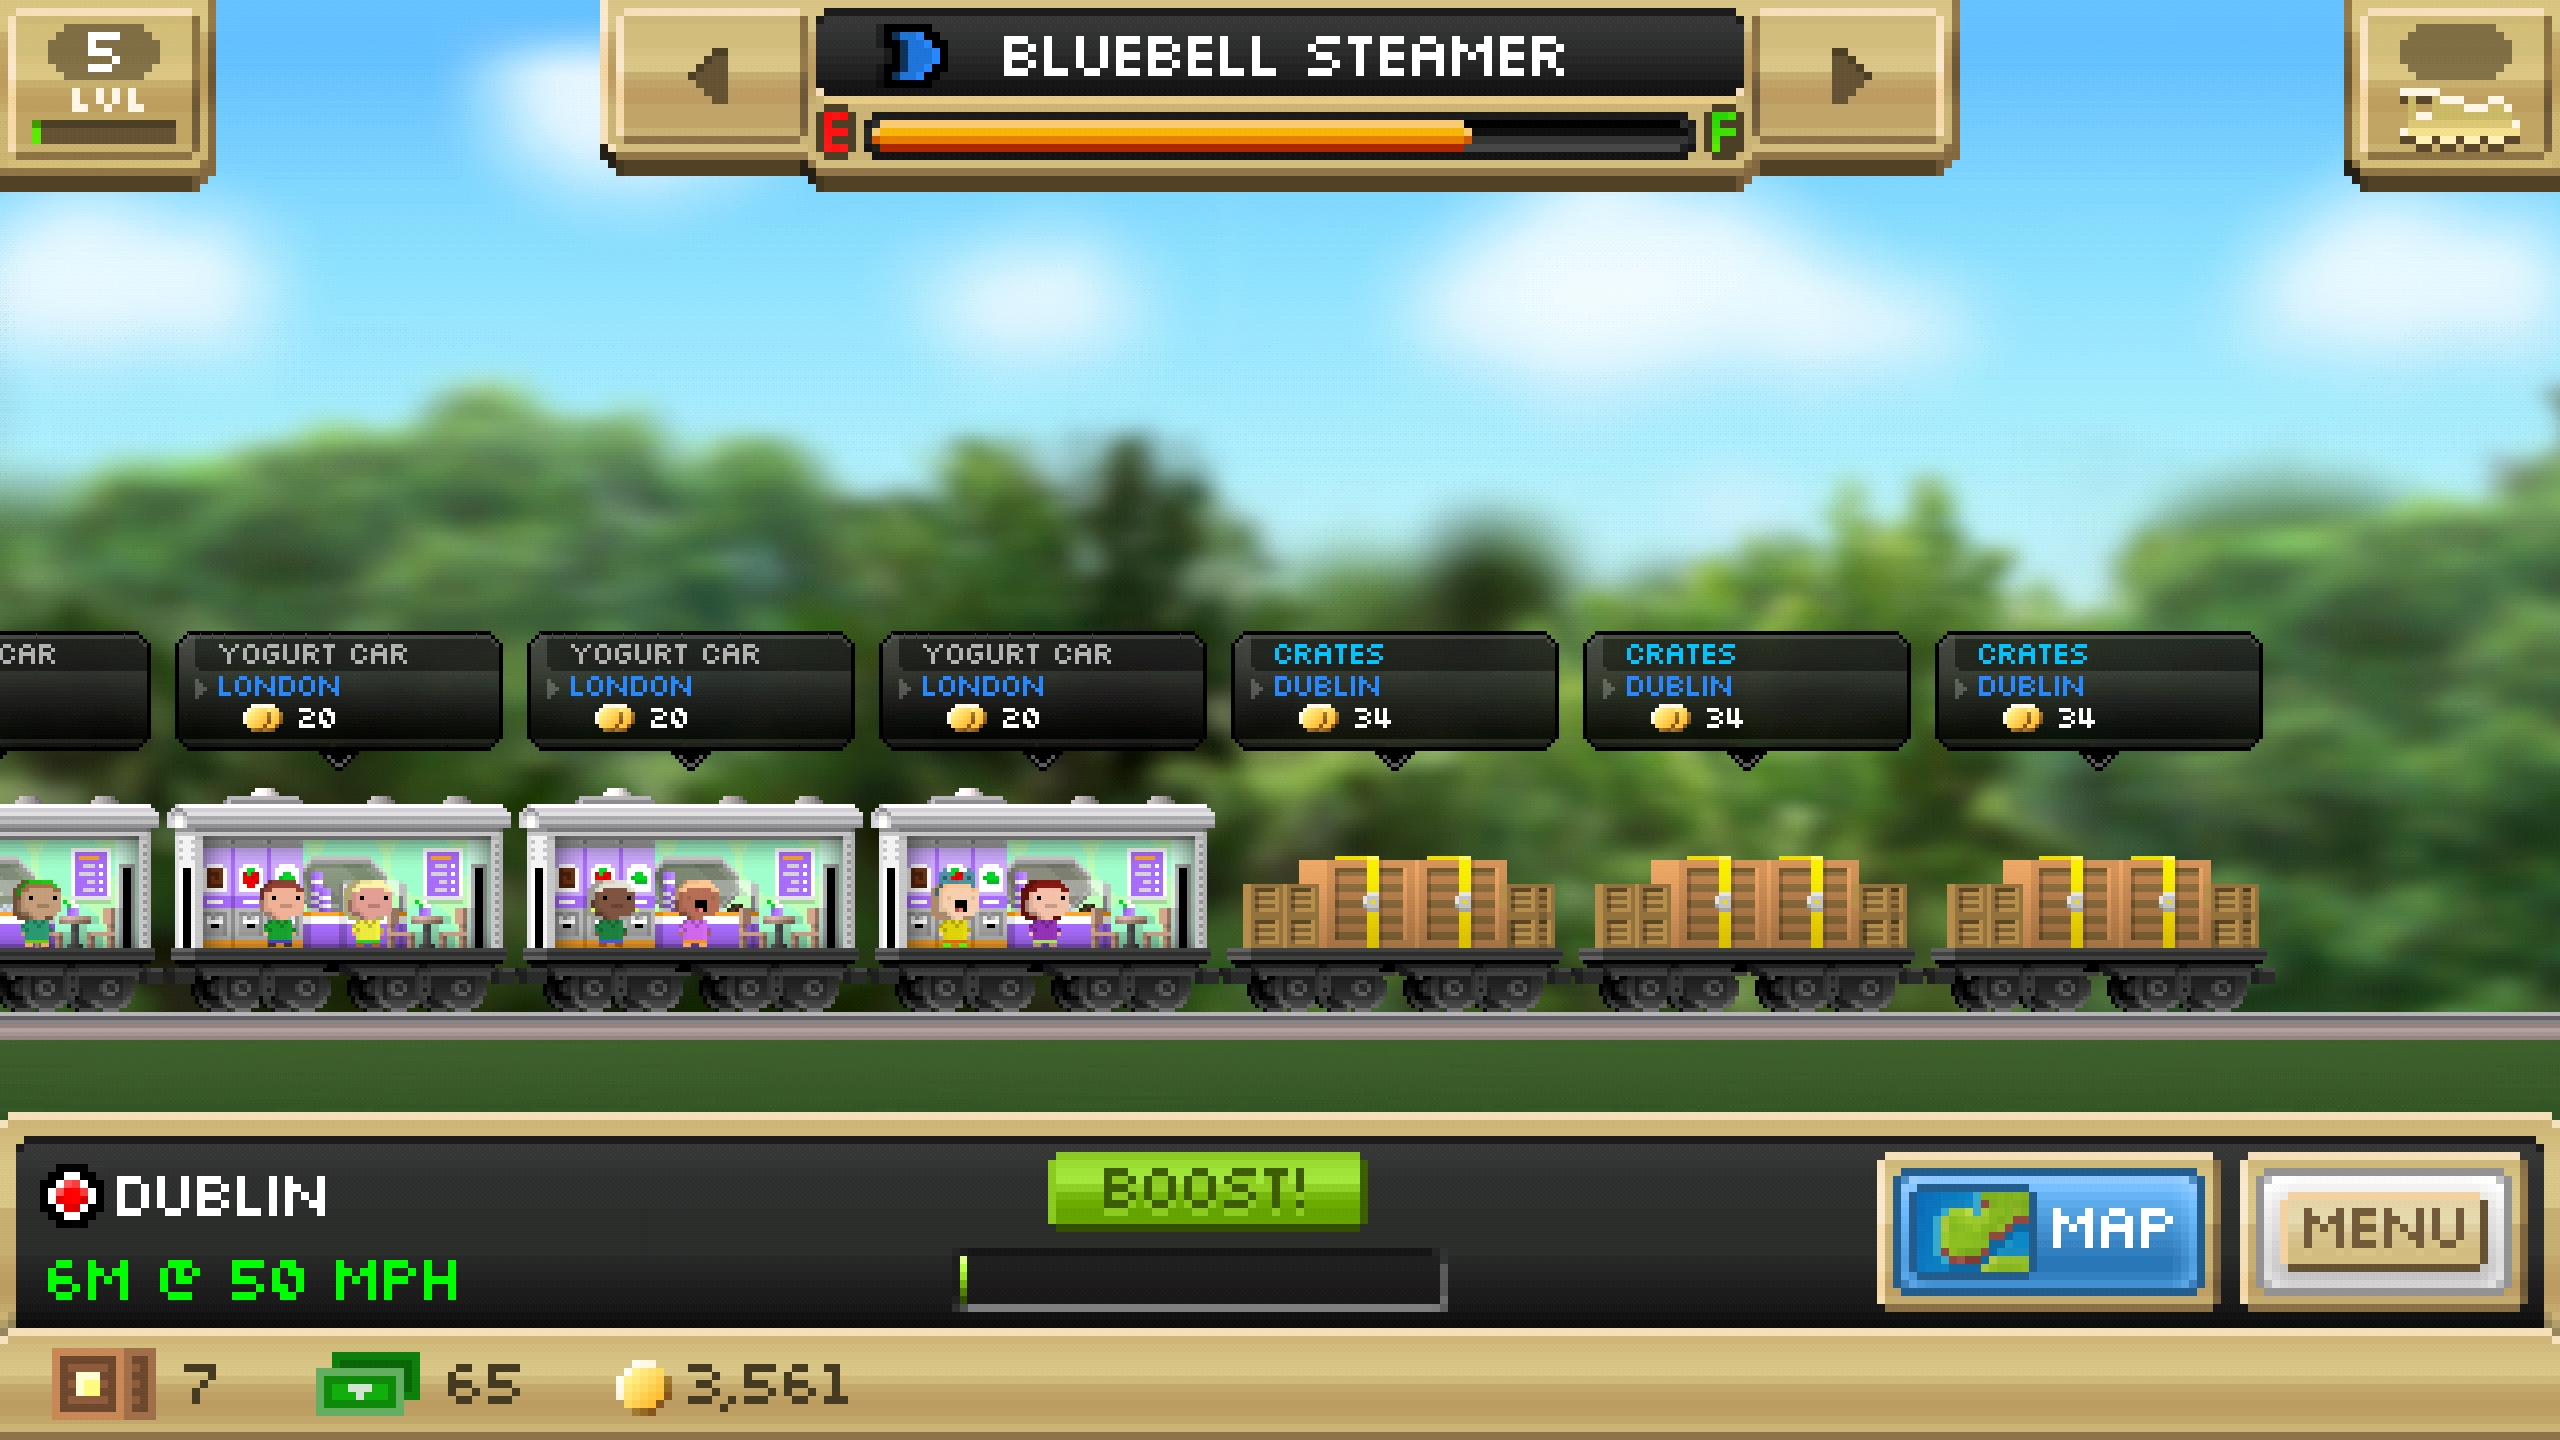 5
LVL
BLUEBELL STEAMER
E
F
CAR
YOGURT CAR
LONDON
20
YOGURT CAR
LONDON
20
YOGURT CAR
LONDON
20
CRATES
DUBLIN
34
CRATES
DUBLIN
34
CRATES
DUBLIN
34
DUBLIN
6M @ 50 MPH
BOOST!
MAP
MENU
7
65
3,561